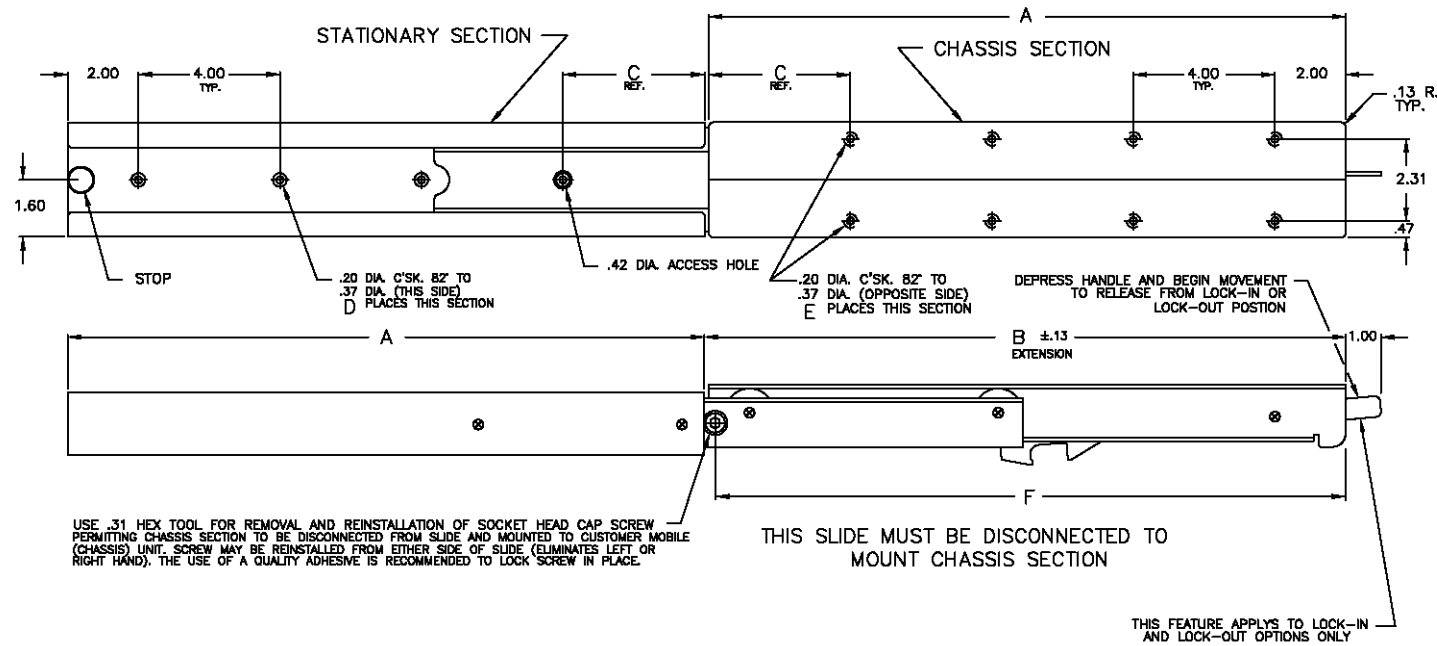 A
STATIONARY SECTION
CHASSIS SECTION
2.00
4.00
TYP.
C
REF.
C
REF.
4.00
TYP.
2.00
.13 R.
TYP.
1.60
2.31
.47
STOP
.20 DIA. C'SK. 82° TO
.37 DIA. (THIS SIDE)
D PLACES THIS SECTION
.42 DIA. ACCESS HOLE
.20 DIA. C'SK. 82° TO
.37 DIA. (OPPOSITE SIDE)
E PLACES THIS SECTION
DEPRESS HANDLE AND BEGIN MOVEMENT
TO RELEASE FROM LOCK-IN OR
LOCK-OUT POSTION
A
B ±.13
EXTENSION
1.00
F
USE .31 HEX TOOL FOR REMOVAL AND REINSTALLATION OF SOCKET HEAD CAP SCREW
PERMITTING CHASSIS SECTION TO BE DISCONNECTED FROM SLIDE AND MOUNTED TO CUSTOMER MOBILE
(CHASSIS) UNIT. SCREW MAY BE REINSTALLED FROM EITHER SIDE OF SLIDE (ELIMINATES LEFT OR
RIGHT HAND). THE USE OF A QUALITY ADHESIVE IS RECOMMENDED TO LOCK SCREW IN PLACE.
THIS SLIDE MUST BE DISCONNECTED TO
MOUNT CHASSIS SECTION
THIS FEATURE APPLYS TO LOCK-IN
AND LOCK-OUT OPTIONS ONLY